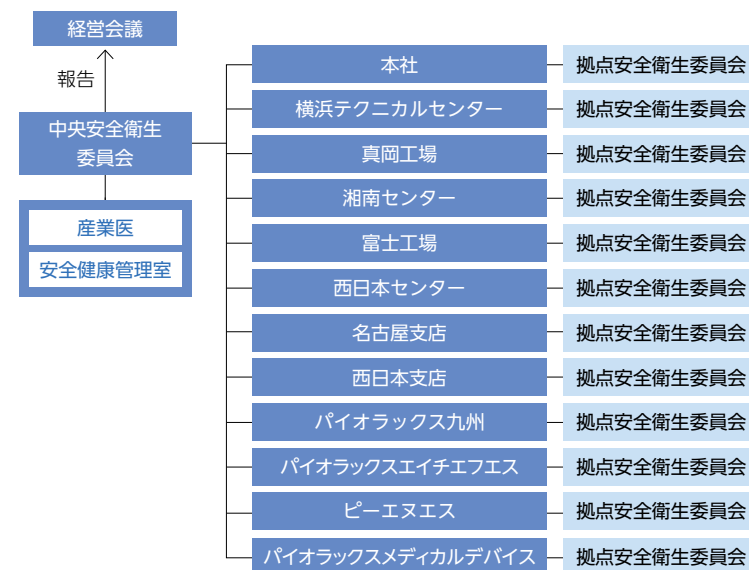 経営会議
報告
中央安全衛生
委員会
産業医
安全健康管理室
本社 拠点安全衛生委員会
横浜テクニカルセンター 拠点安全衛生委員会
真岡工場 拠点安全衛生委員会
湘南センター 拠点安全衛生委員会
富士工場 拠点安全衛生委員会
西日本センター 拠点安全衛生委員会
名古屋支店 拠点安全衛生委員会
西日本支店 拠点安全衛生委員会
パイオラックス九州 拠点安全衛生委員会
パイオラックスエイチエフエス 拠点安全衛生委員会
ピーエヌエス 拠点安全衛生委員会
パイオラックスメディカルデバイス 拠点安全衛生委員会